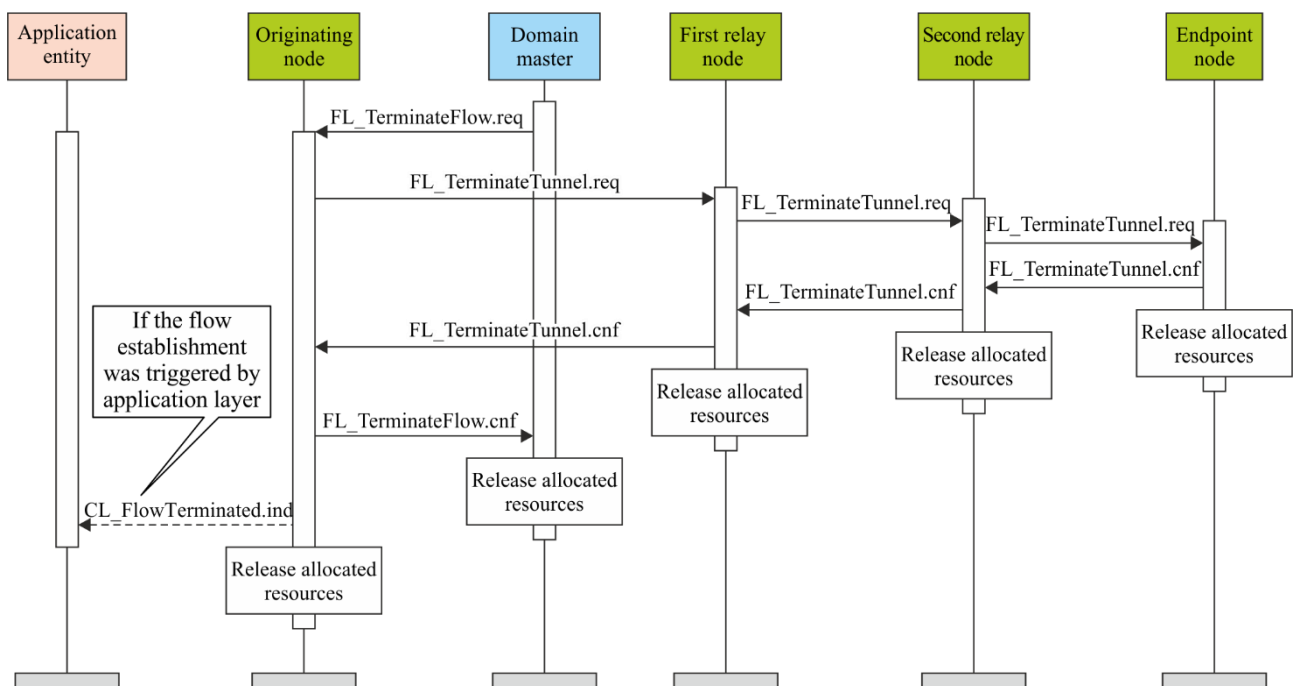 Application
entity
Originating
node
Domain
master
First relay
node
Second relay
node
Endpoint
node
FL_TerminateFlow.req
FL_TerminateTunnel.req
FL_TerminateTunnel.req
FL_TerminateTunnel.req
FL_TerminateTunnel.cnf
FL_TerminateTunnel.cnf
FL_TerminateTunnel.cnf
If the flow
establishment
was triggered by
application layer
Release allocated
resources
Release allocated
resources
Release allocated
resources
FL_TerminateFlow.cnf
Release allocated
resources
CL_FlowTerminated.ind
Release allocated
resources